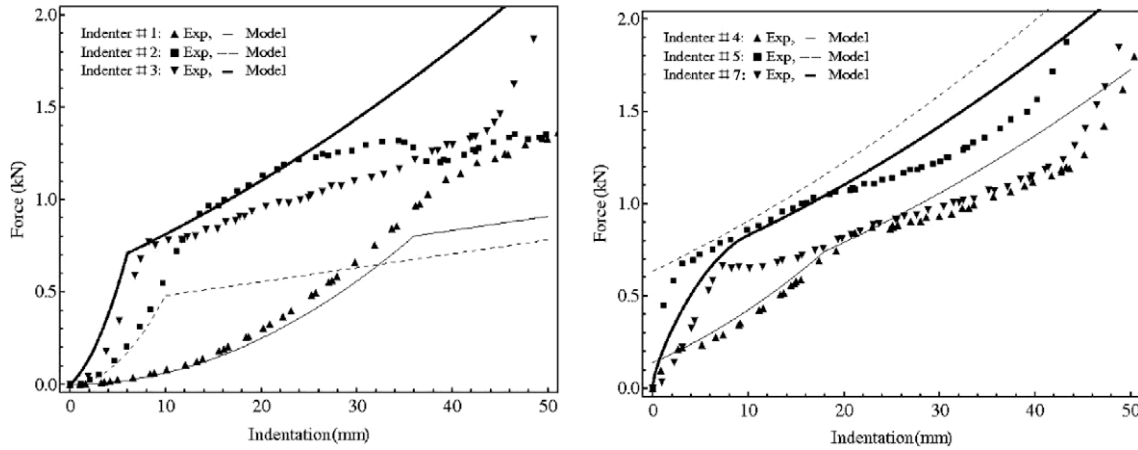 2.0
Indenter # 1: ▲ Exp, — Model
Indenter # 2: ■ Exp, --- Model
Indenter # 3: ▼ Exp, — Model
1.5
1.0
0.5
0.0
Force (kN)
0 10 20 30 40 50
Indentation (mm)
2.0
Indenter # 4: ▲ Exp, — Model
Indenter # 5: ■ Exp, --- Model
Indenter # 7: ▼ Exp, — Model
1.5
1.0
0.5
0.0
Force (kN)
0 10 20 30 40 50
Indentation (mm)